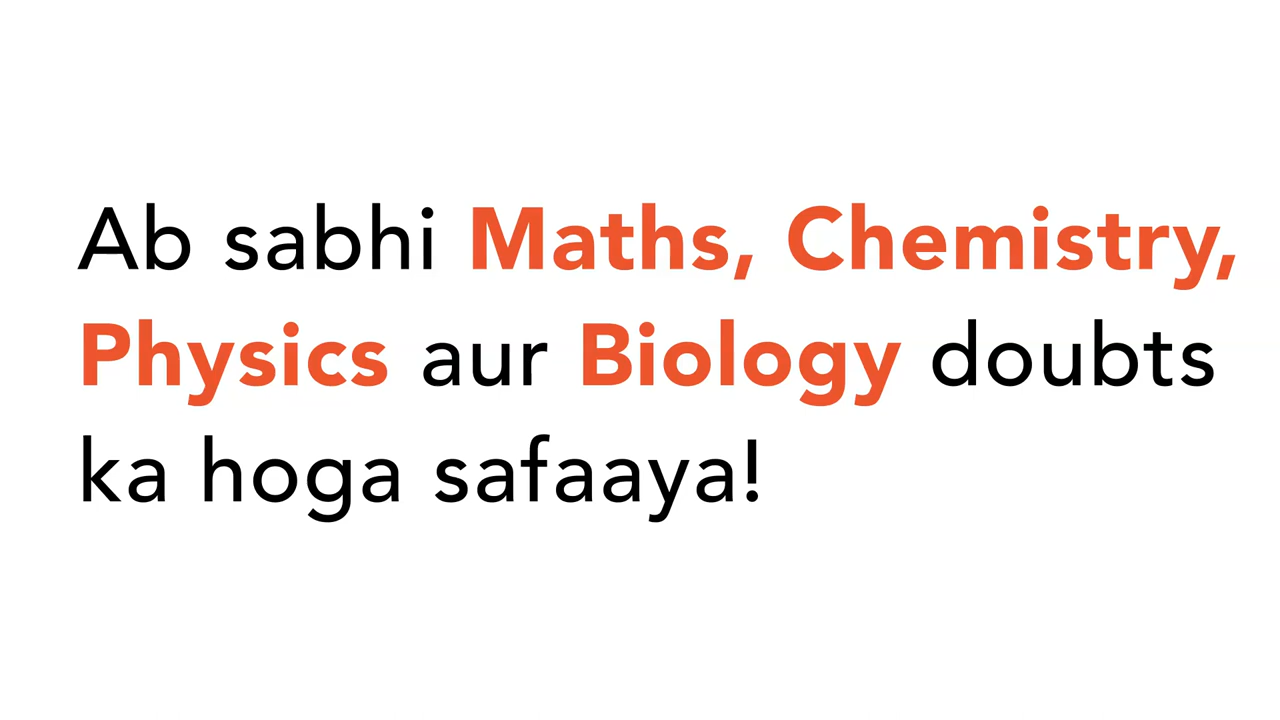 Ab sabhi Maths, Chemistry,
Physics aur Biology doubts
ka hoga safaaya!